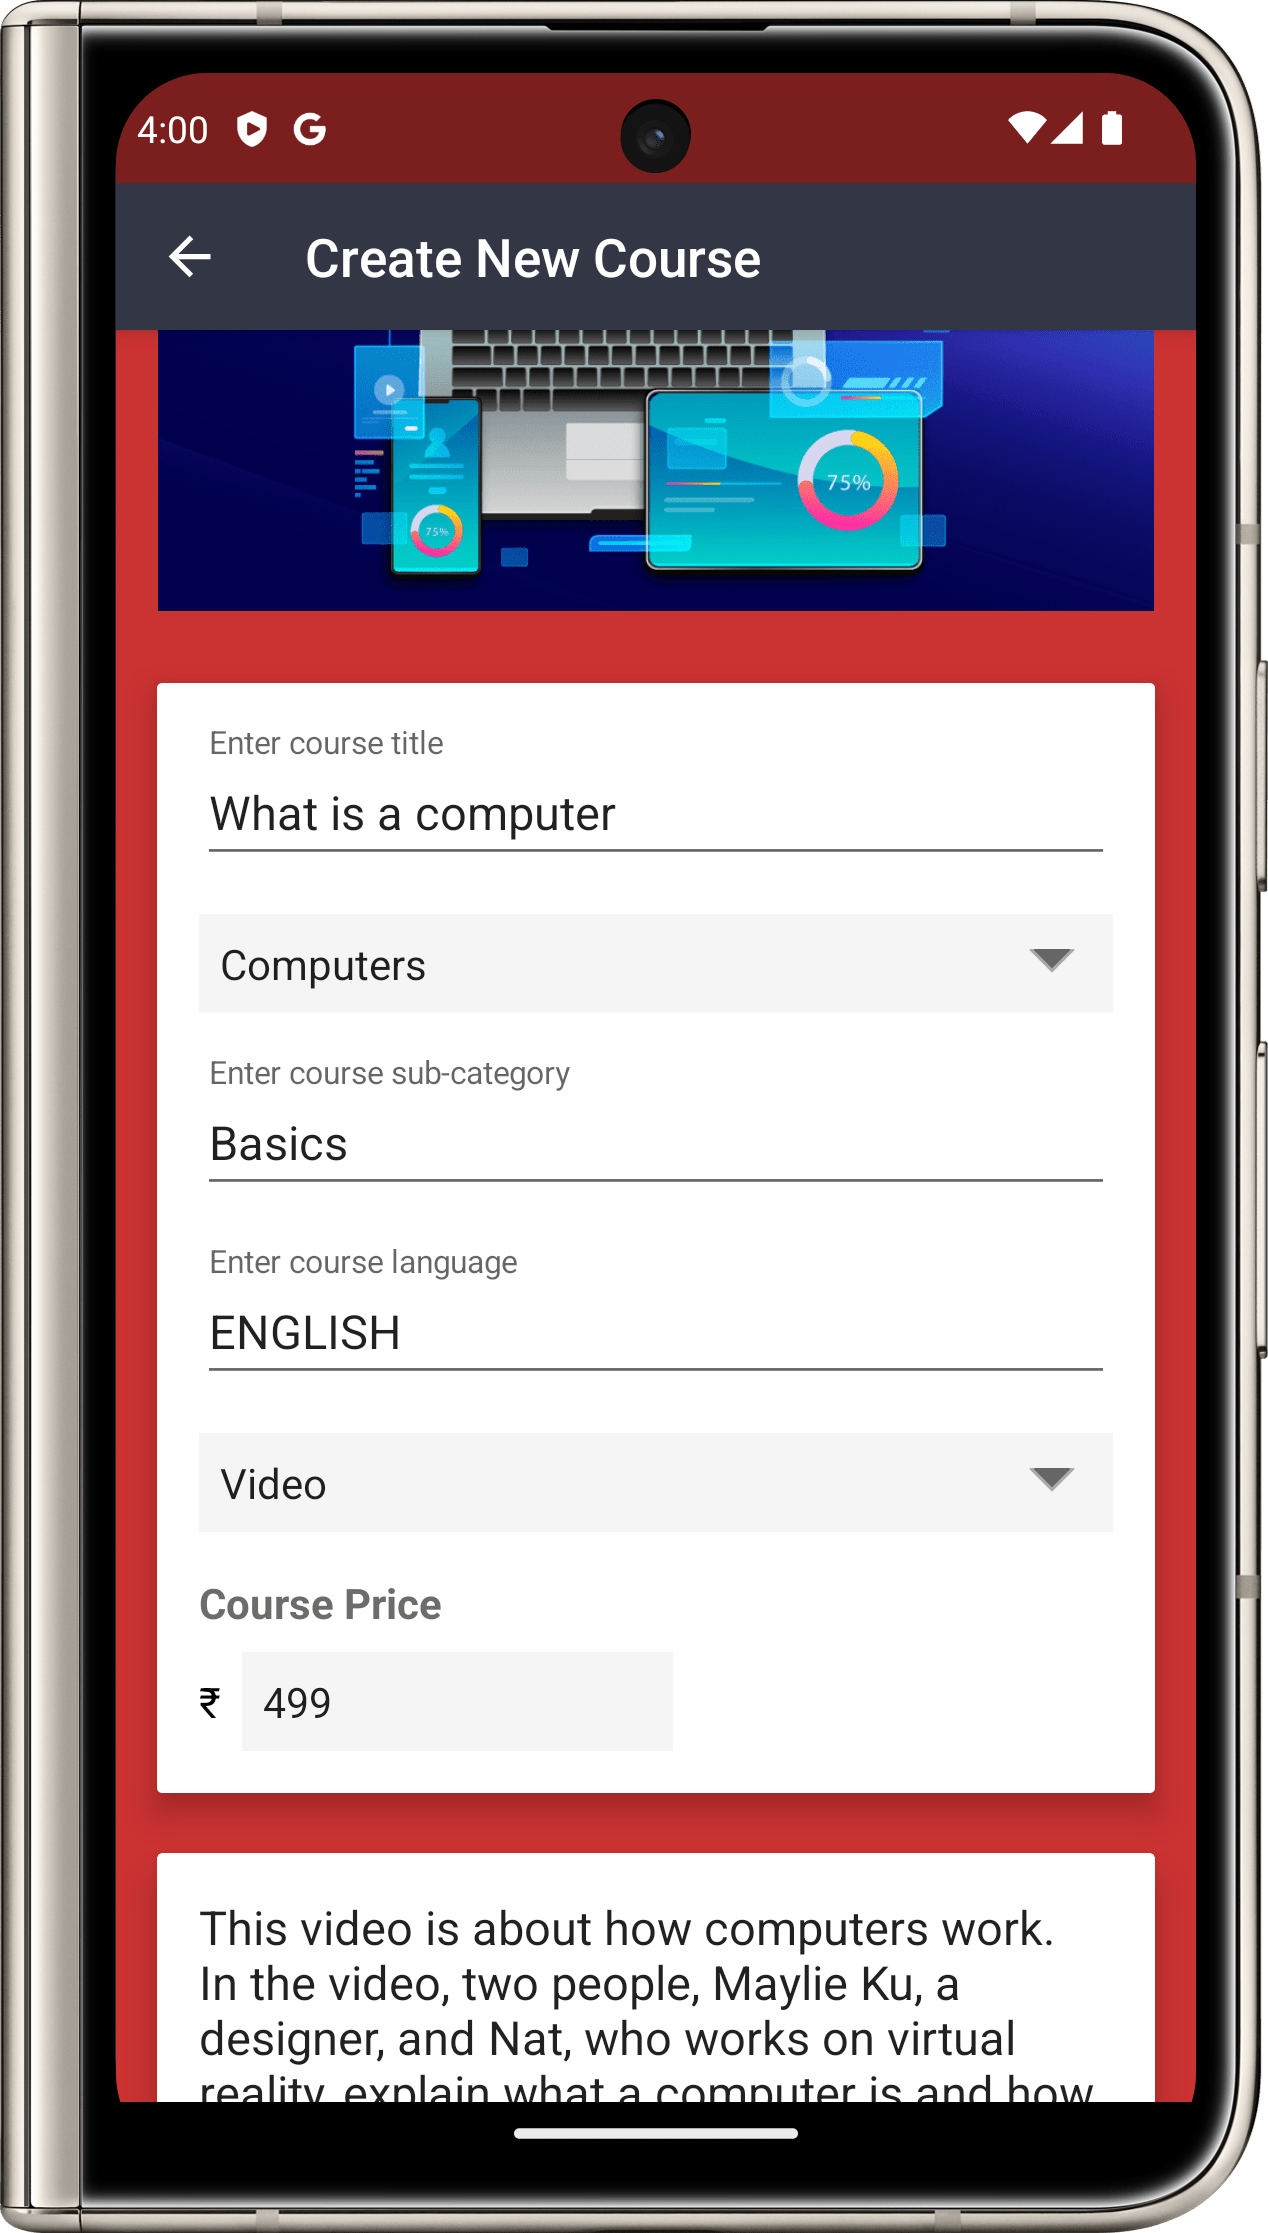 4:00
Create New Course
75%
75%
Enter course title
What is a computer
Computers
Enter course sub-category
Basics
Enter course language
ENGLISH
Video
Course Price
₹ 499
This video is about how computers work.
In the video, two people, Maylie Ku, a
designer, and Nat, who works on virtual
reality, explain what a computer is and how